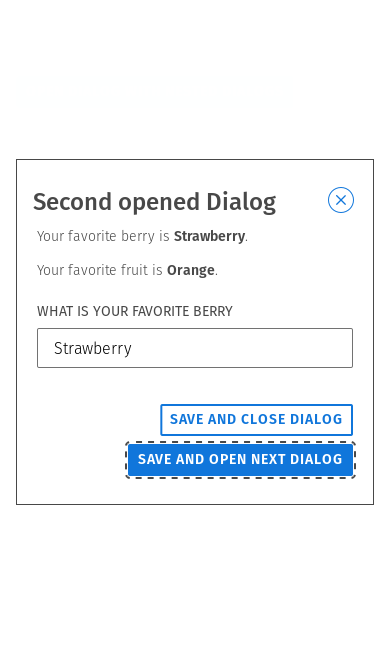 Second opened Dialog
Your favorite berry is Strawberry.
Your favorite fruit is Orange.
WHAT IS YOUR FAVORITE BERRY
Strawberry
SAVE AND CLOSE DIALOG
SAVE AND OPEN NEXT DIALOG